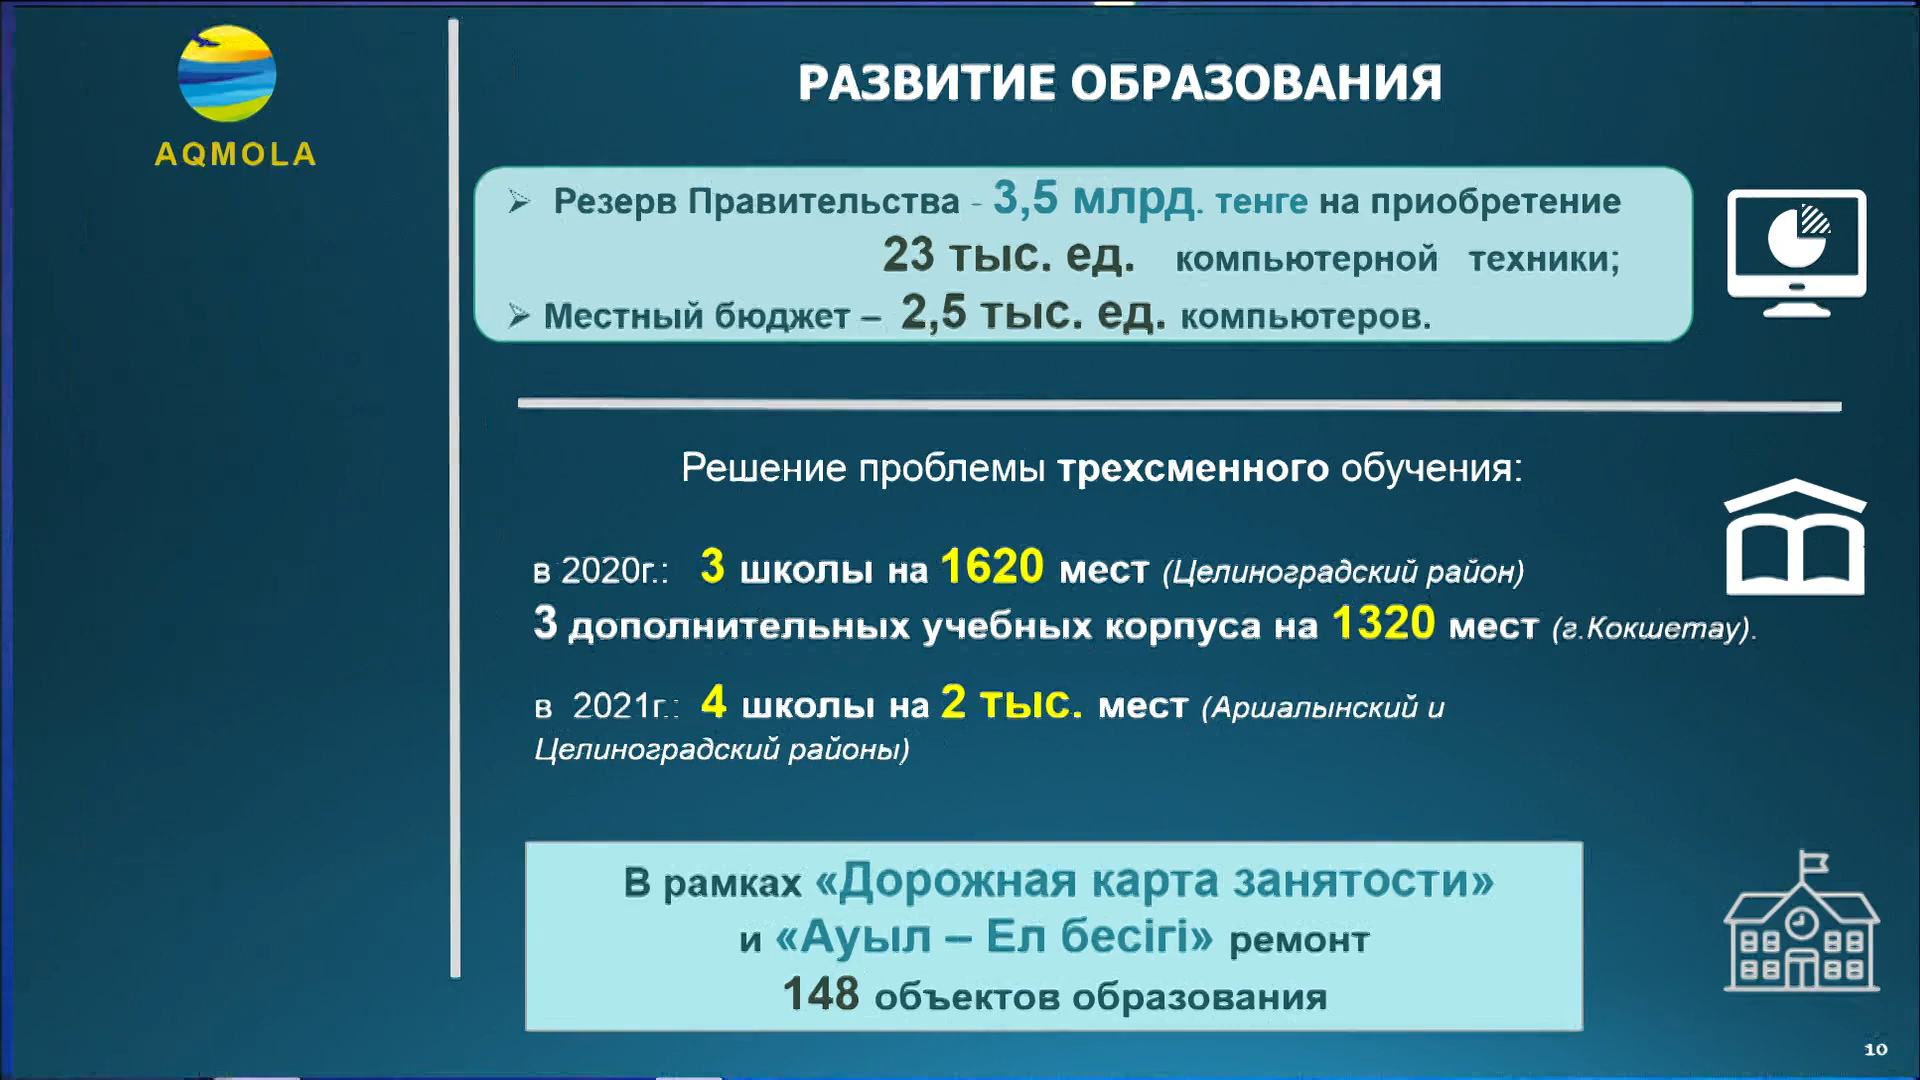 AQMOLA
РАЗВИТИЕ ОБРАЗОВАНИЯ
➢ Резерв Правительства - 3,5 млрд. тенге на приобретение
23 тыс. ед. компьютерной техники;
➢ Местный бюджет – 2,5 тыс. ед. компьютеров.
Решение проблемы трехсменного обучения:
в 2020г.: 3 школы на 1620 мест (Целиноградский район)
3 дополнительных учебных корпуса на 1320 мест (г.Кокшетау).
в 2021г.: 4 школы на 2 тыс. мест (Аршалынский и
Целиноградский районы)
В рамках «Дорожная карта занятости»
и «Ауыл – Ел бесігі» ремонт
148 объектов образования
10